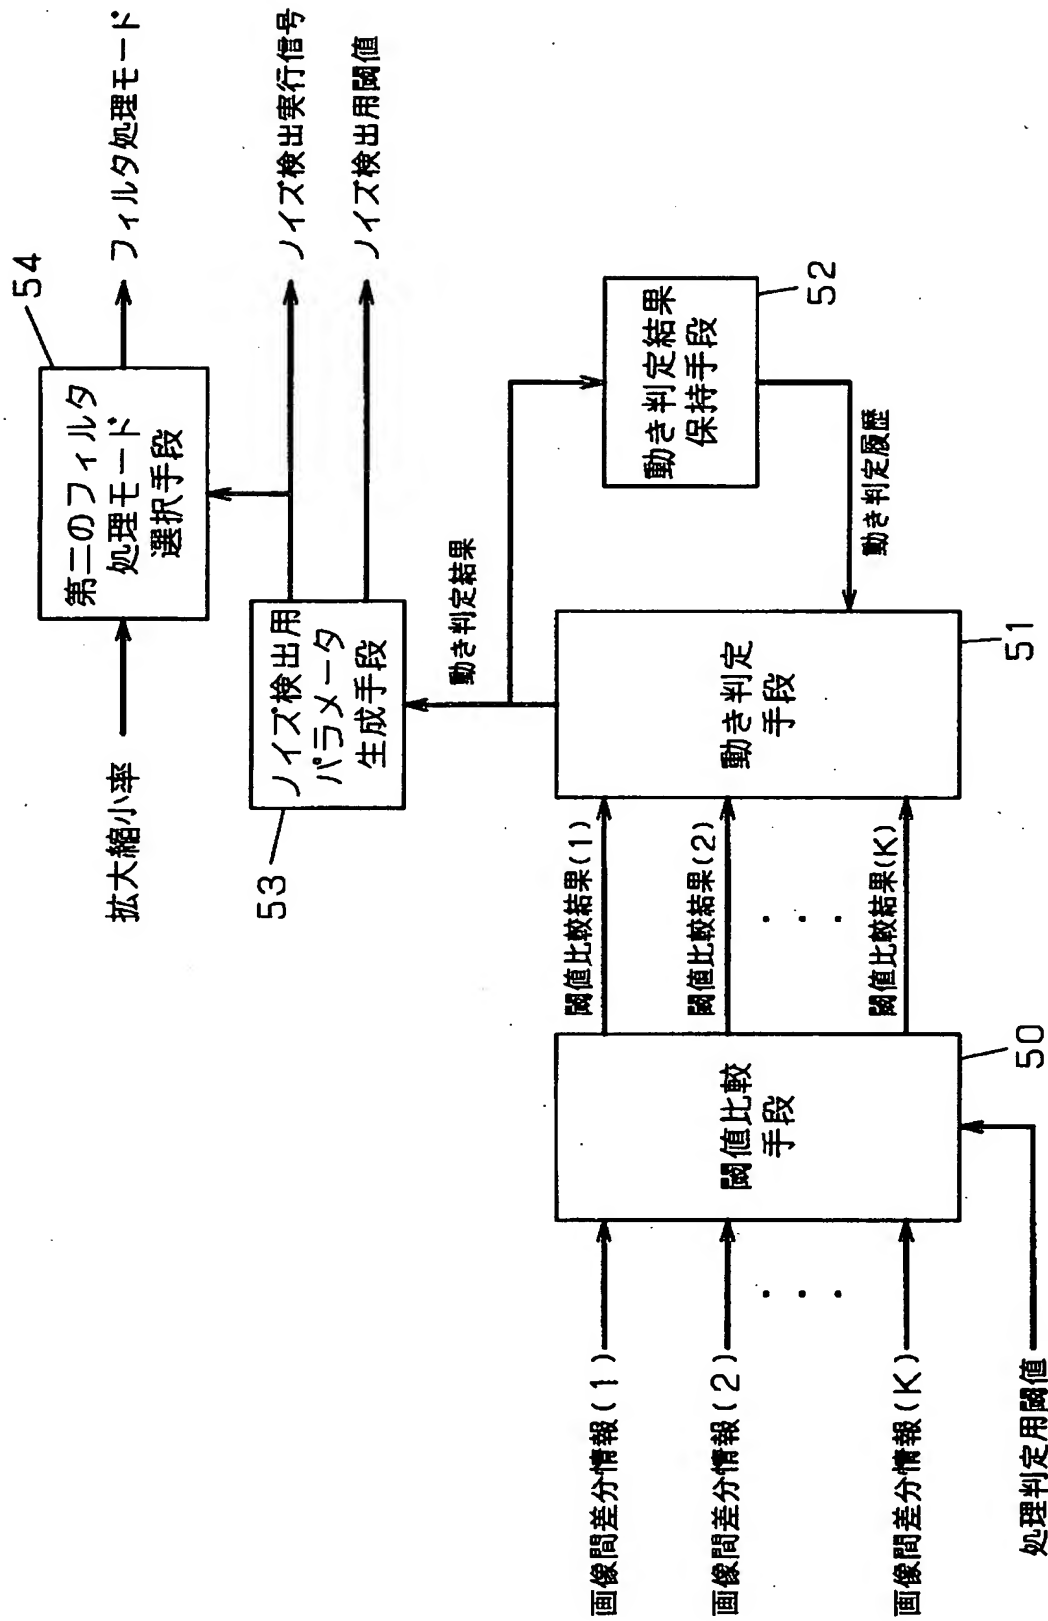 拡大縮小率
第二のフィルタ
処理モード
選択手段
54
フィルタ処理モード
53
ノイズ検出用
パラメータ
生成手段
ノイズ検出実行信号
ノイズ検出用閾値
動き判定結果
動き判定結果
保持手段
52
動き判定履歴
画像間差分情報(1)
画像間差分情報(2)
・・・
画像間差分情報(K)
処理判定用閾値
閾値比較
手段
50
閾値比較結果(1)
閾値比較結果(2)
・・・
閾値比較結果(K)
動き判定
手段
51